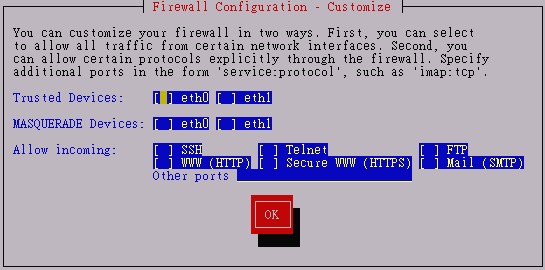 Firewall Configuration - Customize
You can customize your firewall in two ways. First, you can select
to allow all traffic from certain network interfaces. Second, you
can allow certain protocols explicitly through the firewall. Specify
additional ports in the form 'service:protocol', such as 'imap:tcp'.
Trusted Devices: [ ] eth0 [ ] eth1
MASQUERADE Devices: [ ] eth0 [ ] eth1
Allow incoming: [ ] SSH [ ] Telnet [ ] FTP
[ ] WWW (HTTP) [ ] Secure WWW (HTTPS) [ ] Mail (SMTP)
Other ports
OK